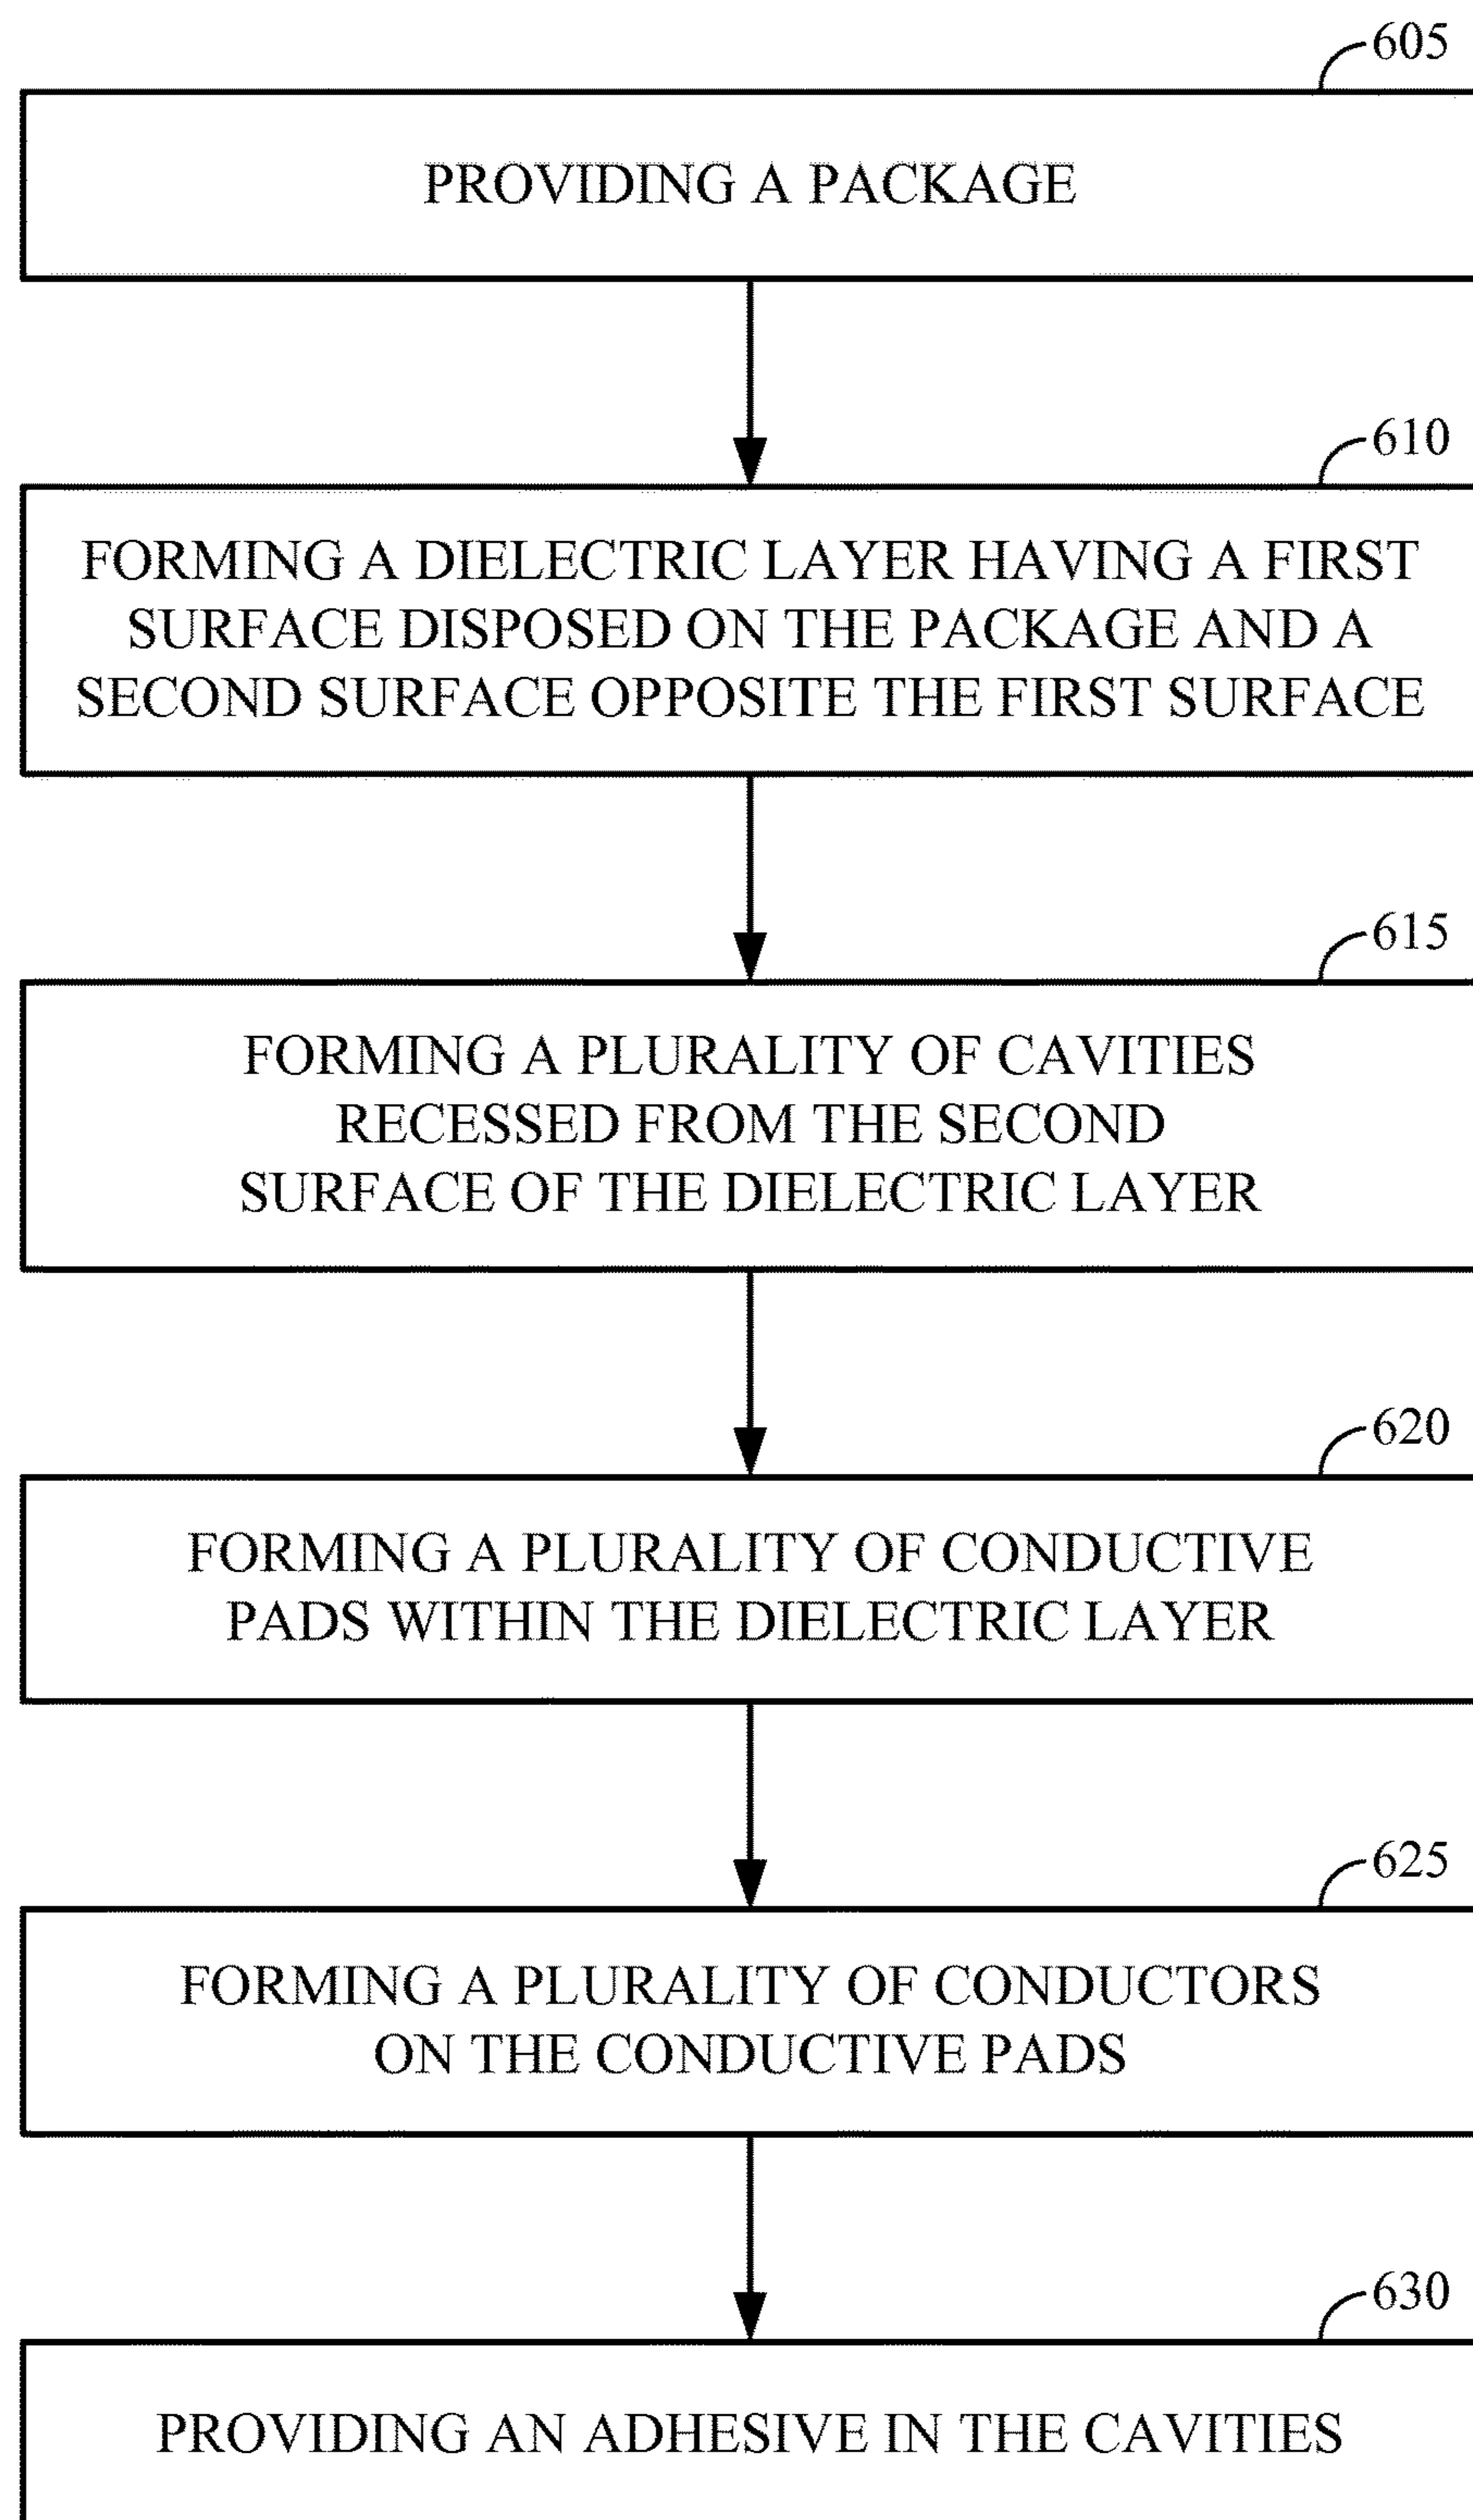 605
PROVIDING A PACKAGE
610
FORMING A DIELECTRIC LAYER HAVING A FIRST
SURFACE DISPOSED ON THE PACKAGE AND A
SECOND SURFACE OPPOSITE THE FIRST SURFACE
615
FORMING A PLURALITY OF CAVITIES
RECESSED FROM THE SECOND
SURFACE OF THE DIELECTRIC LAYER
620
FORMING A PLURALITY OF CONDUCTIVE
PADS WITHIN THE DIELECTRIC LAYER
625
FORMING A PLURALITY OF CONDUCTORS
ON THE CONDUCTIVE PADS
630
PROVIDING AN ADHESIVE IN THE CAVITIES